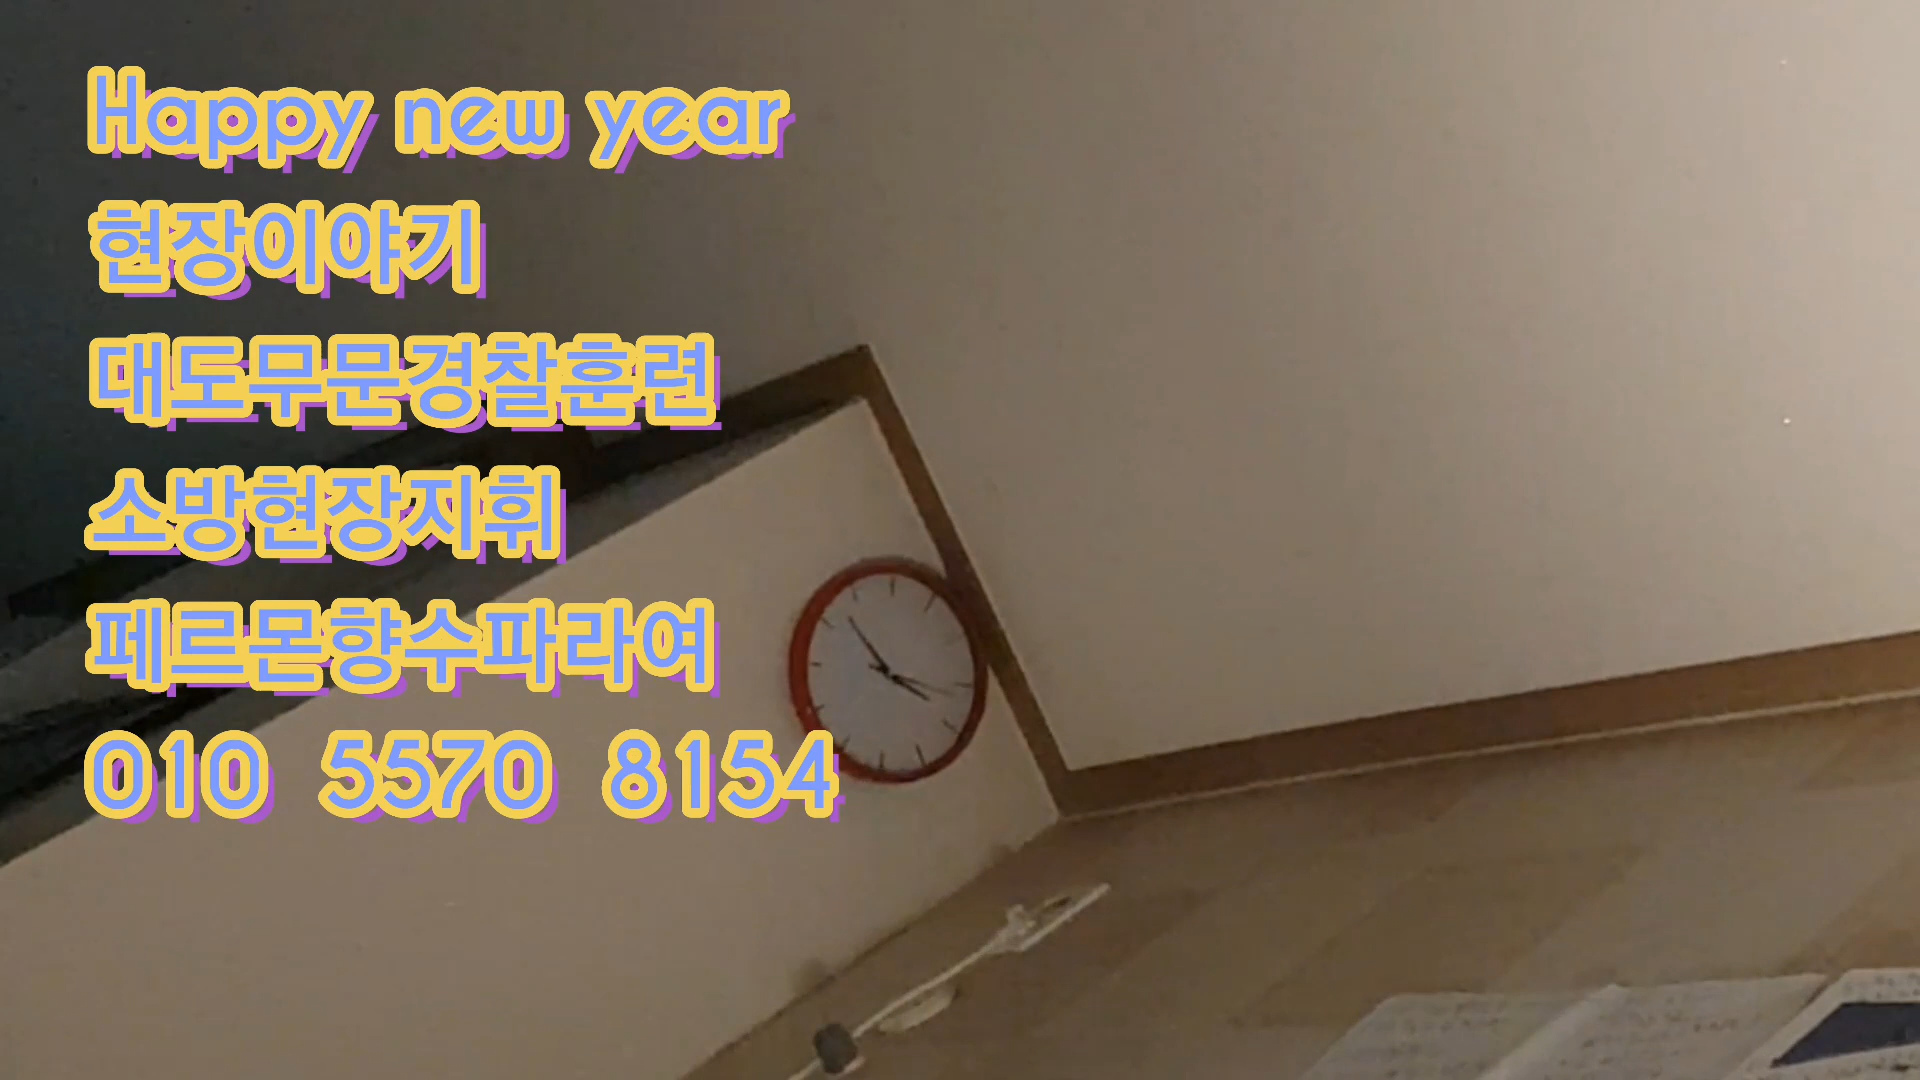 Happy new year
현장이야기
대도무문경찰훈련
소방현장지휘
페르몬향수파라여
010 5570 8154